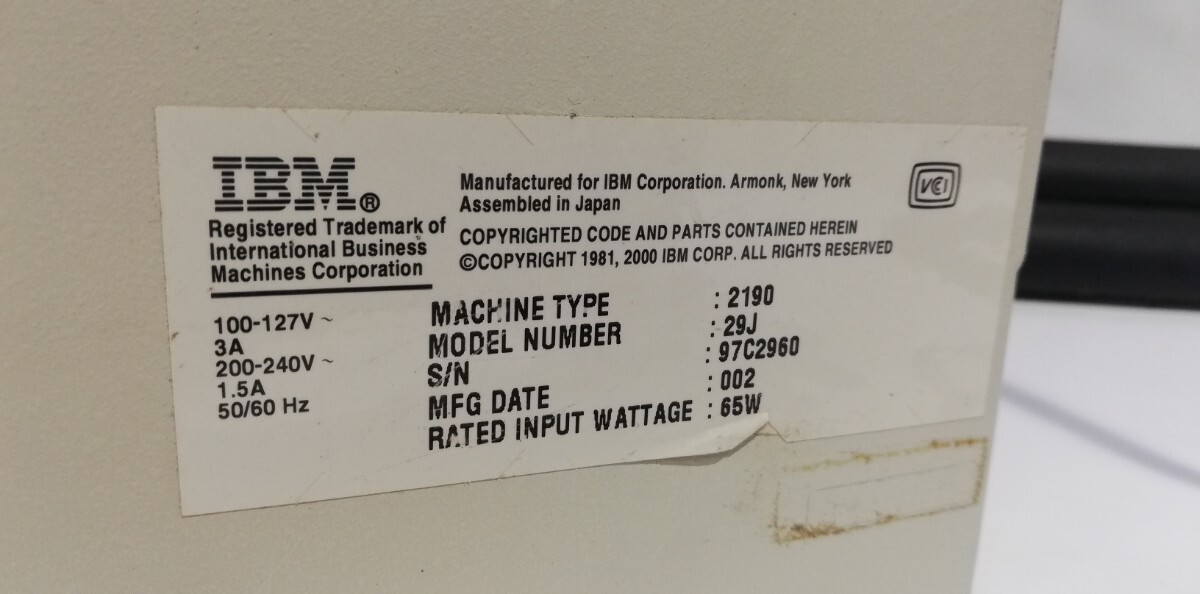 IBM®
Registered Trademark of
International Business
Machines Corporation
100-127V ~
3A
200-240V ~
1.5A
50/60 Hz
Manufactured for IBM Corporation. Armonk, New York
Assembled in Japan
COPYRIGHTED CODE AND PARTS CONTAINED HEREIN
©COPYRIGHT 1981, 2000 IBM CORP. ALL RIGHTS RESERVED
MACHINE TYPE : 2190
MODEL NUMBER : 29J
S/N : 97C2960
MFG DATE : 002
RATED INPUT WATTAGE : 65W
VCI